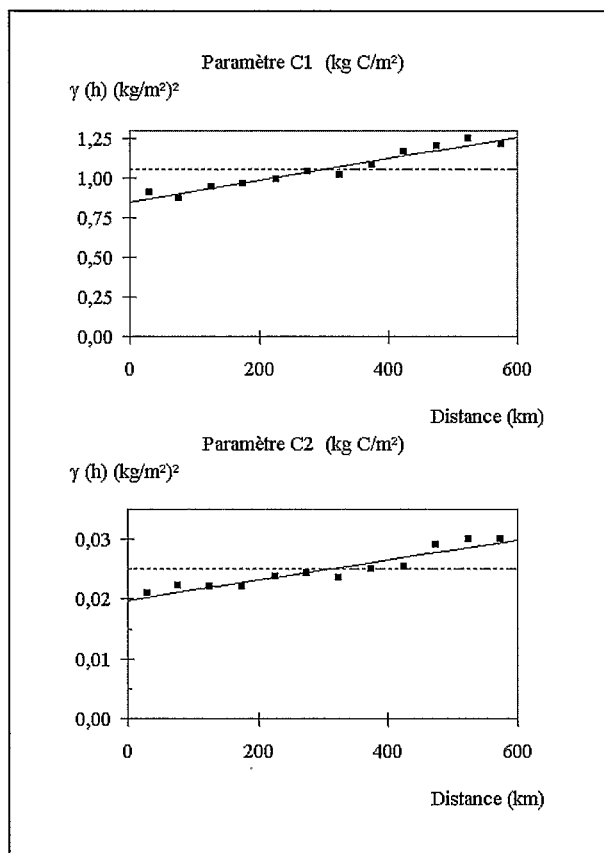 Paramètre C1 (kg C/m²)
γ (h) (kg/m²)²
1,25
1,00
0,75
0,50
0,25
0,00
0 200 400 600
Distance (km)
Paramètre C2 (kg C/m²)
γ (h) (kg/m²)²
0,03
0,02
0,01
0,00
0 200 400 600
Distance (km)